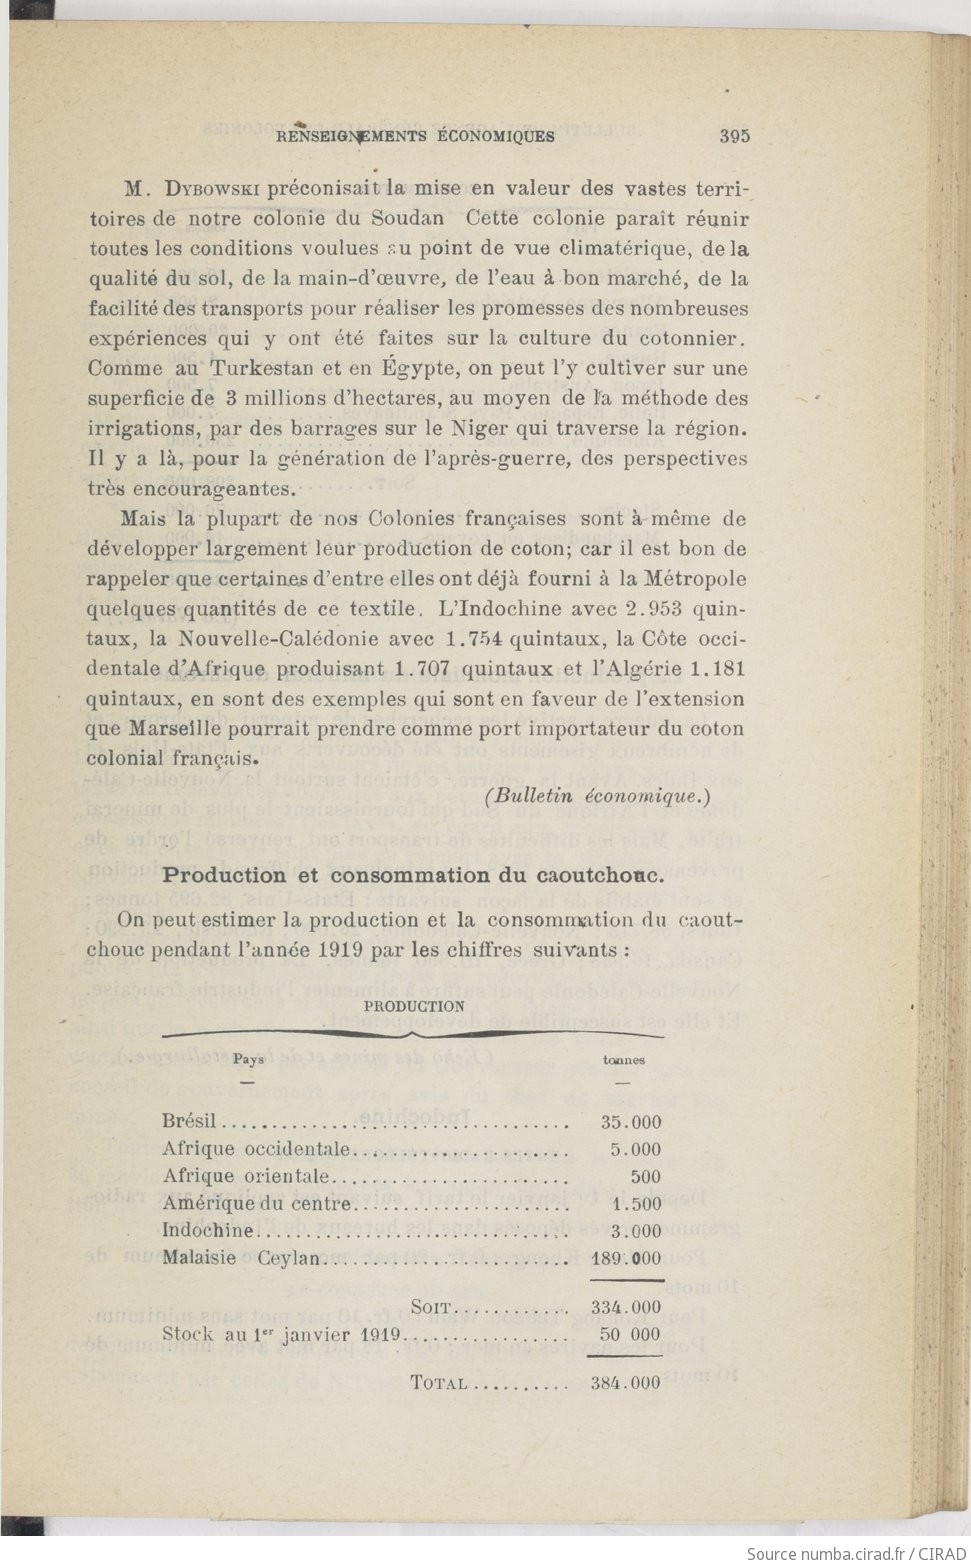 RENSEIGNEMENTS ÉCONOMIQUES 395
M. DYBOWSKI préconisait la mise en valeur des vastes terri-
toires de notre colonie du Soudan Cette colonie paraît réunir
toutes les conditions voulues au point de vue climatérique, de la
qualité du sol, de la main-d'œuvre, de l'eau à bon marché, de la
facilité des transports pour réaliser les promesses des nombreuses
expériences qui y ont été faites sur la culture du cotonnier.
Comme au Turkestan et en Égypte, on peut l'y cultiver sur une
superficie de 3 millions d'hectares, au moyen de la méthode des
irrigations, par des barrages sur le Niger qui traverse la région.
Il y a là, pour la génération de l'après-guerre, des perspectives
très encourageantes.
Mais la plupart de nos Colonies françaises sont à même de
développer largement leur production de coton; car il est bon de
rappeler que certaines d'entre elles ont déjà fourni à la Métropole
quelques quantités de ce textile. L'Indochine avec 2.953 quin-
taux, la Nouvelle-Calédonie avec 1.754 quintaux, la Côte occi-
dentale d'Afrique produisant 1.707 quintaux et l'Algérie 1.181
quintaux, en sont des exemples qui sont en faveur de l'extension
que Marseille pourrait prendre comme port importateur du coton
colonial français.
(Bulletin économique.)
Production et consommation du caoutchouc.
On peut estimer la production et la consommation du caout-
chouc pendant l'année 1919 par les chiffres suivants :
PRODUCTION
Pays tonnes
Brésil.................................... 35.000
Afrique occidentale....................... 5.000
Afrique orientale......................... 500
Amérique du centre....................... 1.500
Indochine................................. 3.000
Malaisie Ceylan.......................... 189.000
SOIT............ 334.000
Stock au 1er janvier 1919................. 50 000
TOTAL.......... 384.000
Source numba.cirad.fr / CIRAD